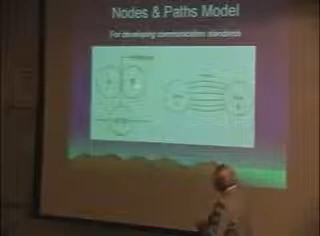 Nodes & Paths Model
For developing communication standards